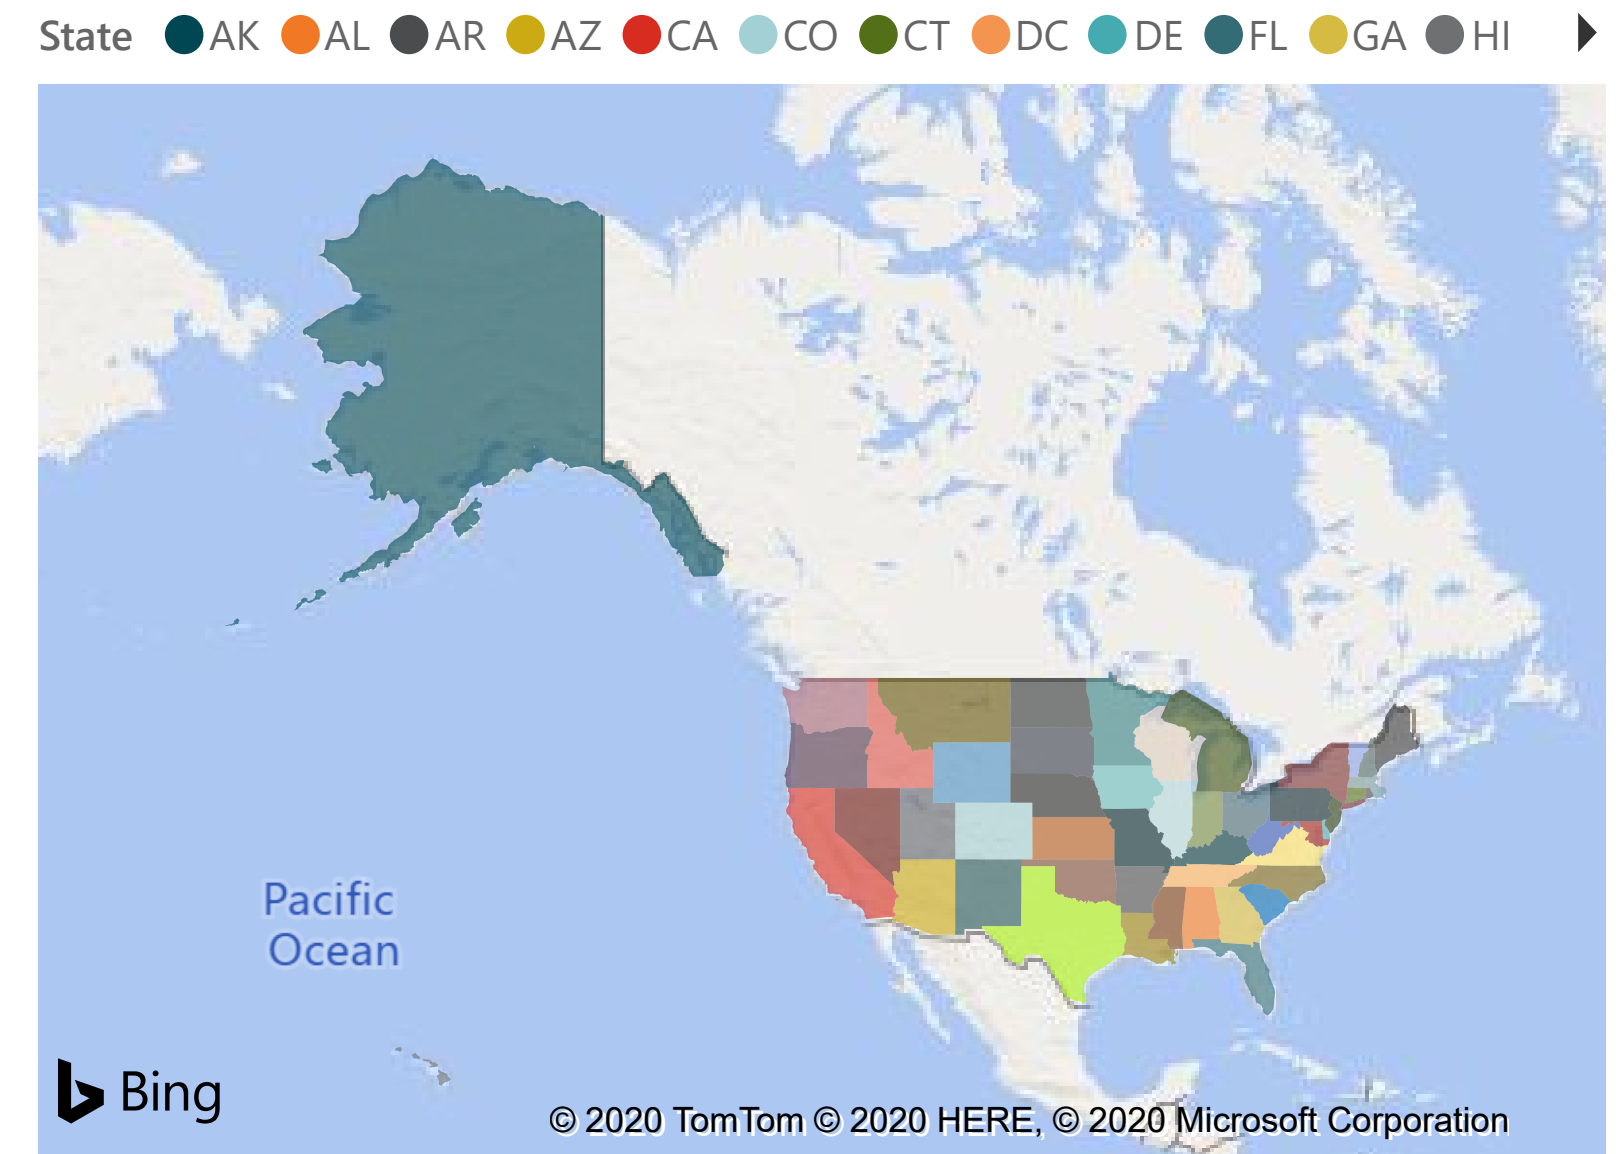 State AK AL AR AZ CA CO CT DC DE FL GA HI
Pacific
Ocean
Bing
© 2020 TomTom © 2020 HERE, © 2020 Microsoft Corporation